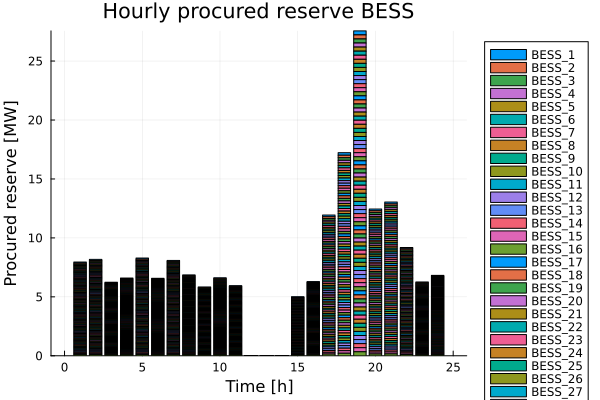 Hourly procured reserve BESS
Procured reserve [MW]
25
20
15
10
5
0
0 5 10 15 20 25
Time [h]
BESS_1
BESS_2
BESS_3
BESS_4
BESS_5
BESS_6
BESS_7
BESS_8
BESS_9
BESS_10
BESS_11
BESS_12
BESS_13
BESS_14
BESS_15
BESS_16
BESS_17
BESS_18
BESS_19
BESS_20
BESS_21
BESS_22
BESS_23
BESS_24
BESS_25
BESS_26
BESS_27